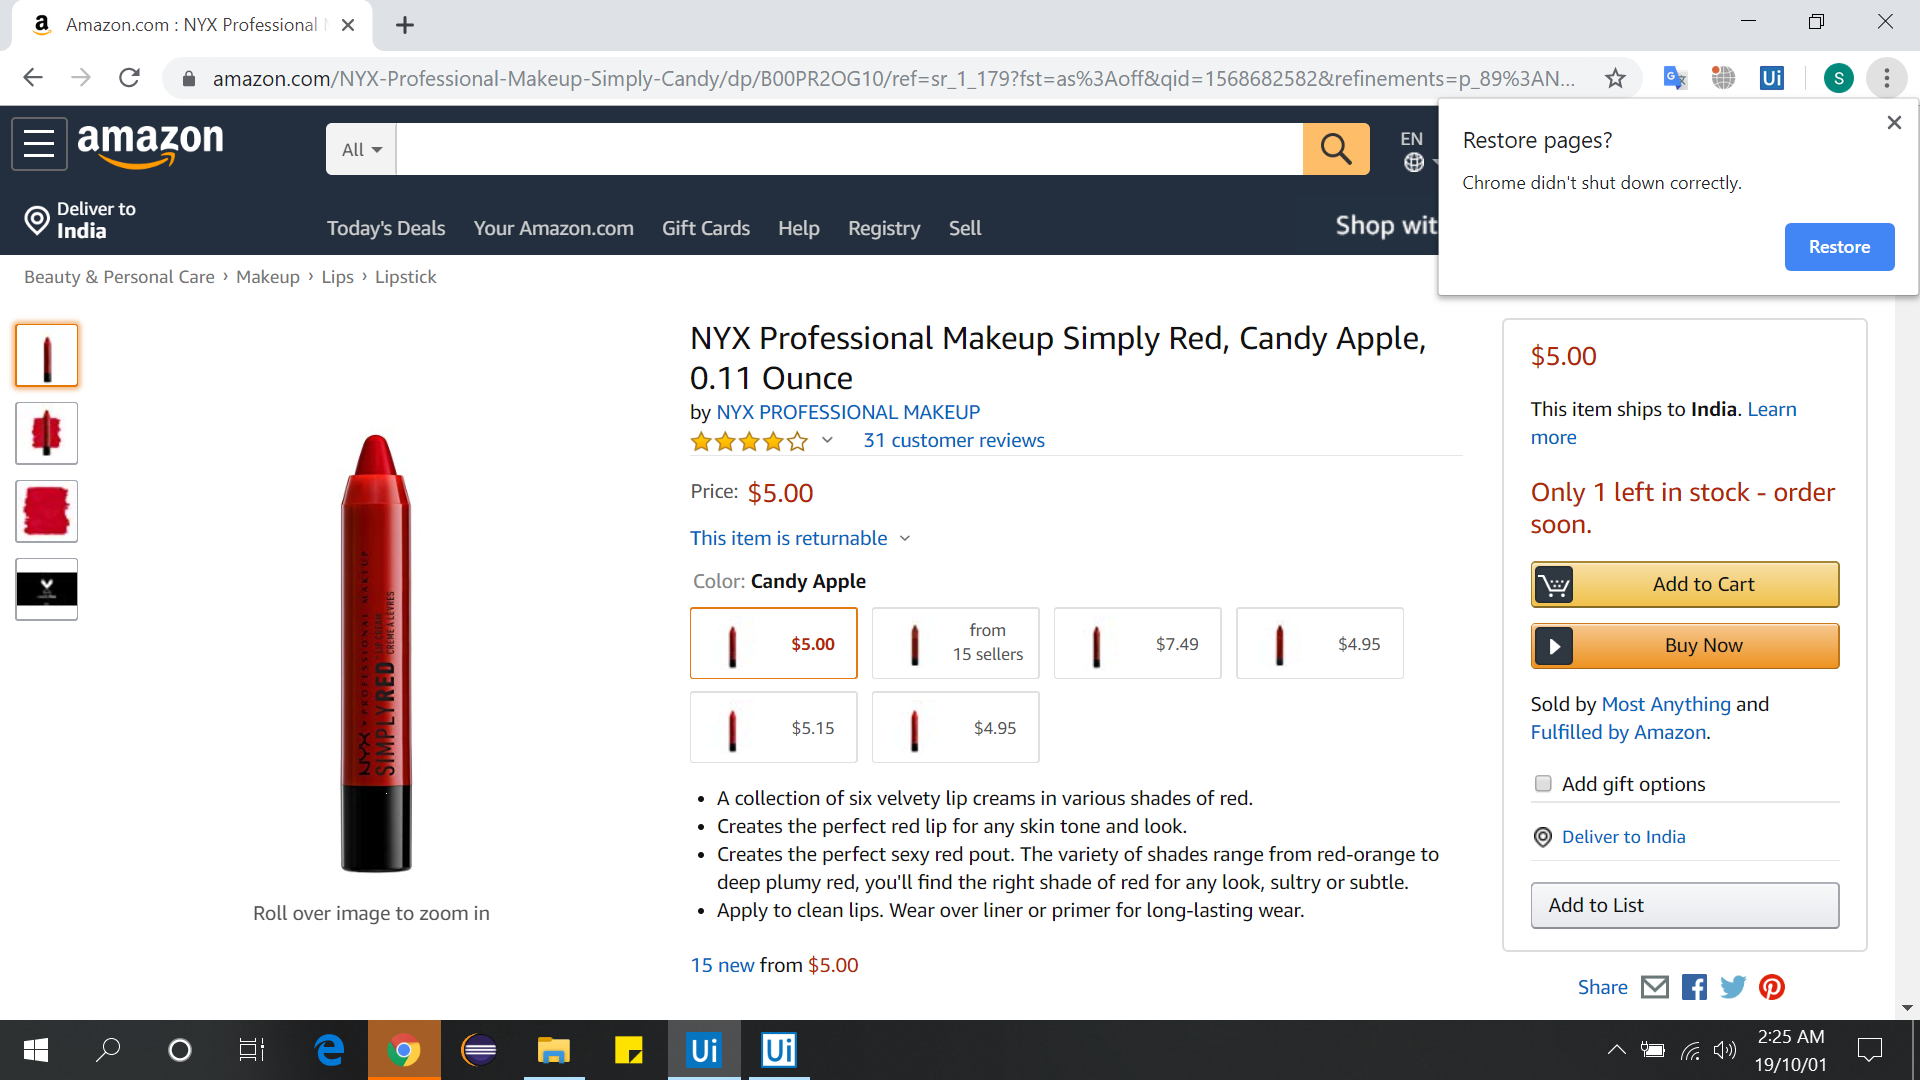 Amazon.com : NYX Professional
amazon.com/NYX-Professional-Makeup-Simply-Candy/dp/B00PR2OG10/ref=sr_1_179?fst=as%3Aoff&qid=1568682582&refinements=p_89%3AN...
Ui
S
Restore pages?
Chrome didn't shut down correctly.
Restore
amazon
All
EN
Deliver to
India
Today's Deals
Your Amazon.com
Gift Cards
Help
Registry
Sell
Shop wit
Beauty & Personal Care › Makeup › Lips › Lipstick
NYX PROFESSIONAL MAKEUP
SIMPLYRED
LIP CREAM
CRÈME À LÈVRES
Roll over image to zoom in
NYX Professional Makeup Simply Red, Candy Apple,
0.11 Ounce
by NYX PROFESSIONAL MAKEUP
31 customer reviews
Price: $5.00
This item is returnable
Color: Candy Apple
$5.00
from
15 sellers
$7.49
$4.95
$5.15
$4.95
• A collection of six velvety lip creams in various shades of red.
• Creates the perfect red lip for any skin tone and look.
• Creates the perfect sexy red pout. The variety of shades range from red-orange to
deep plumy red, you'll find the right shade of red for any look, sultry or subtle.
• Apply to clean lips. Wear over liner or primer for long-lasting wear.
15 new from $5.00
$5.00
This item ships to India. Learn
more
Only 1 left in stock - order
soon.
Add to Cart
Buy Now
Sold by Most Anything and
Fulfilled by Amazon.
Add gift options
Deliver to India
Add to List
Share
Ui
Ui
2:25 AM
19/10/01